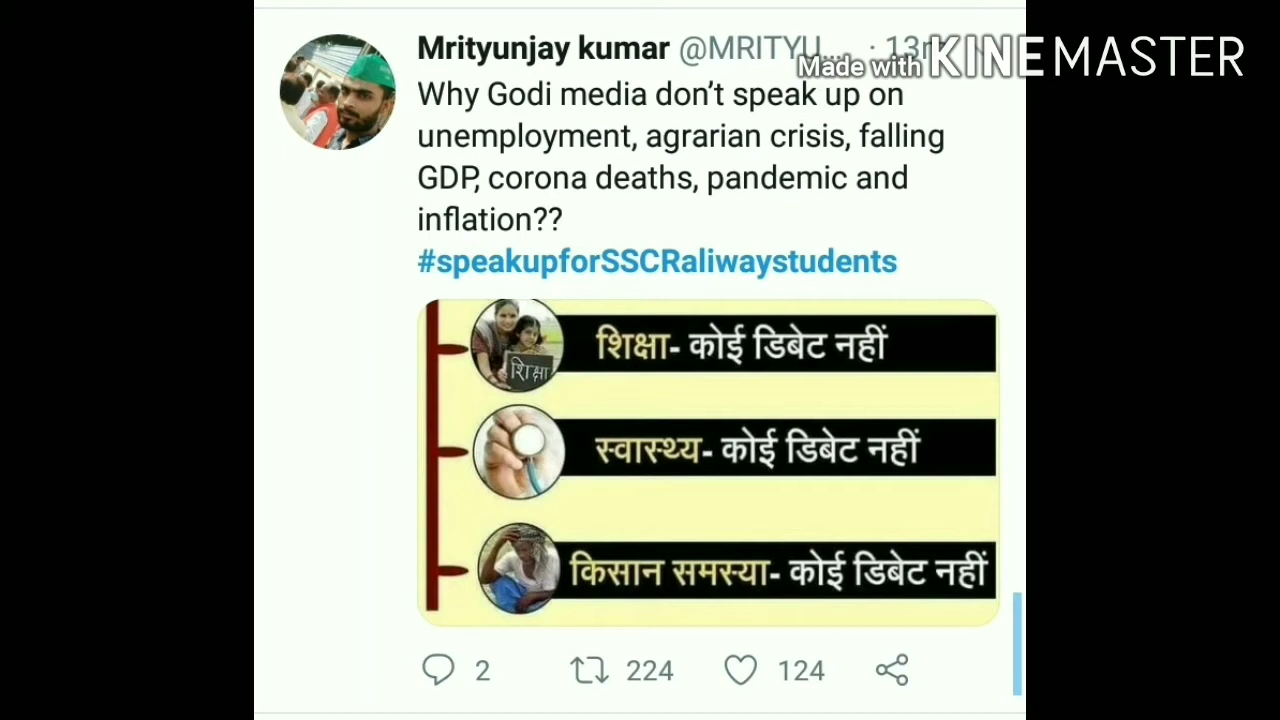 Mrityunjay kumar @MRITYU... · 13
Made with KINEMASTER
Why Godi media don't speak up on
unemployment, agrarian crisis, falling
GDP, corona deaths, pandemic and
inflation??
#speakupforSSCRaliwaystudents
शिक्षा
शिक्षा- कोई डिबेट नहीं
स्वास्थ्य- कोई डिबेट नहीं
किसान समस्या- कोई डिबेट नहीं
2 224 124